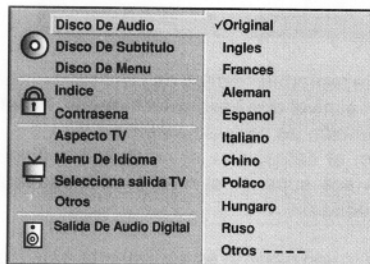 Disco De Audio
Disco De Subtitulo
Disco De Menu
Indice
Contrasena
Aspecto TV
Menu De Idioma
Selecciona salida TV
Otros
Salida De Audio Digital
✓Original
Ingles
Frances
Aleman
Espanol
Italiano
Chino
Polaco
Hungaro
Ruso
Otros ----